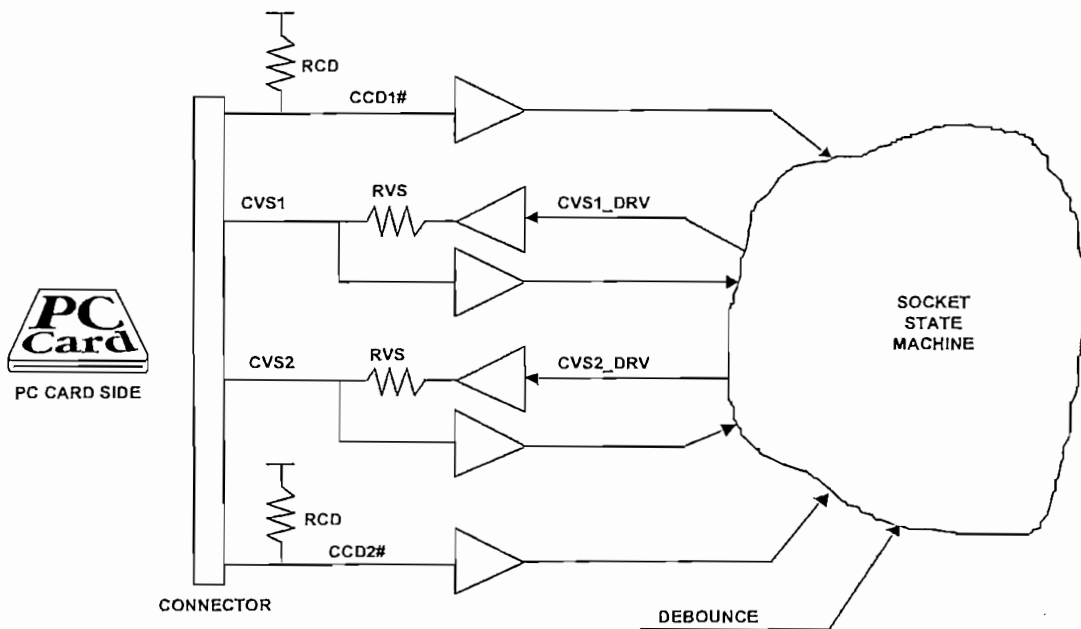 RCD
CCD1#
CVS1
RVS
CVS1_DRV
SOCKET
STATE
MACHINE
PC
Card
PC CARD SIDE
CVS2
RVS
CVS2_DRV
RCD
CCD2#
CONNECTOR
DEBOUNCE